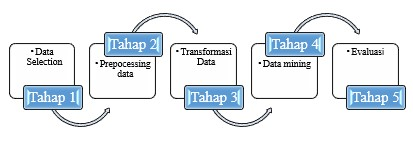 • Data
Selection
Tahap 1
Tahap 2
• Prepocessing
data
• Transformasi
Data
Tahap 3
Tahap 4
• Data mining
• Evaluasi
Tahap 5